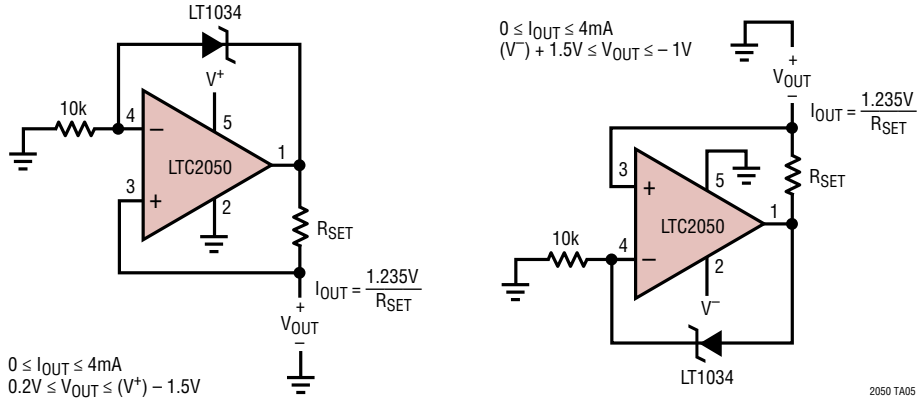 LT1034
V+
10k
4
−
5
LTC2050
1
3
+
2
RSET
IOUT = 1.235V
RSET
+
VOUT
−
0 ≤ IOUT ≤ 4mA
0.2V ≤ VOUT ≤ (V+) − 1.5V
0 ≤ IOUT ≤ 4mA
(V−) + 1.5V ≤ VOUT ≤ − 1V
+
VOUT
−
IOUT = 1.235V
RSET
3
+
5
RSET
LTC2050
1
10k
4
−
2
V−
LT1034
2050 TA05